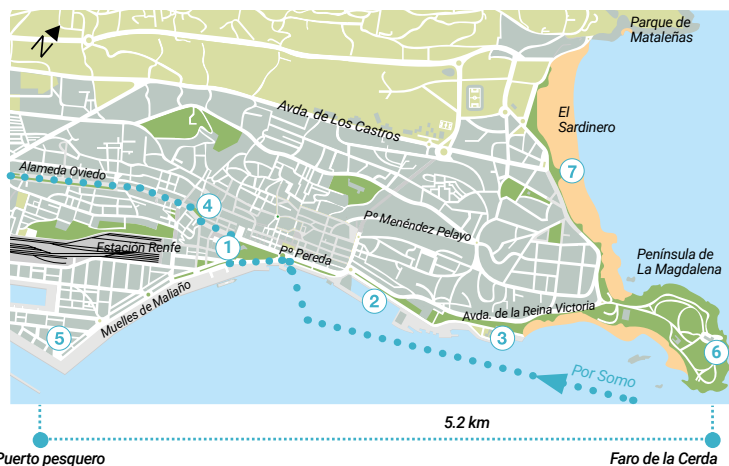 Parque de
Mataleñas
N
Avda. de Los Castros
El
Sardinero
7
Alameda Oviedo
4
Pº Menéndez Pelayo
1
Estación Renfe
Pº Pereda
Península de
La Magdalena
2
Avda. de la Reina Victoria
Muelles de Maliaño
3
5
6
Por Somo
5.2 km
Puerto pesquero
Faro de la Cerda